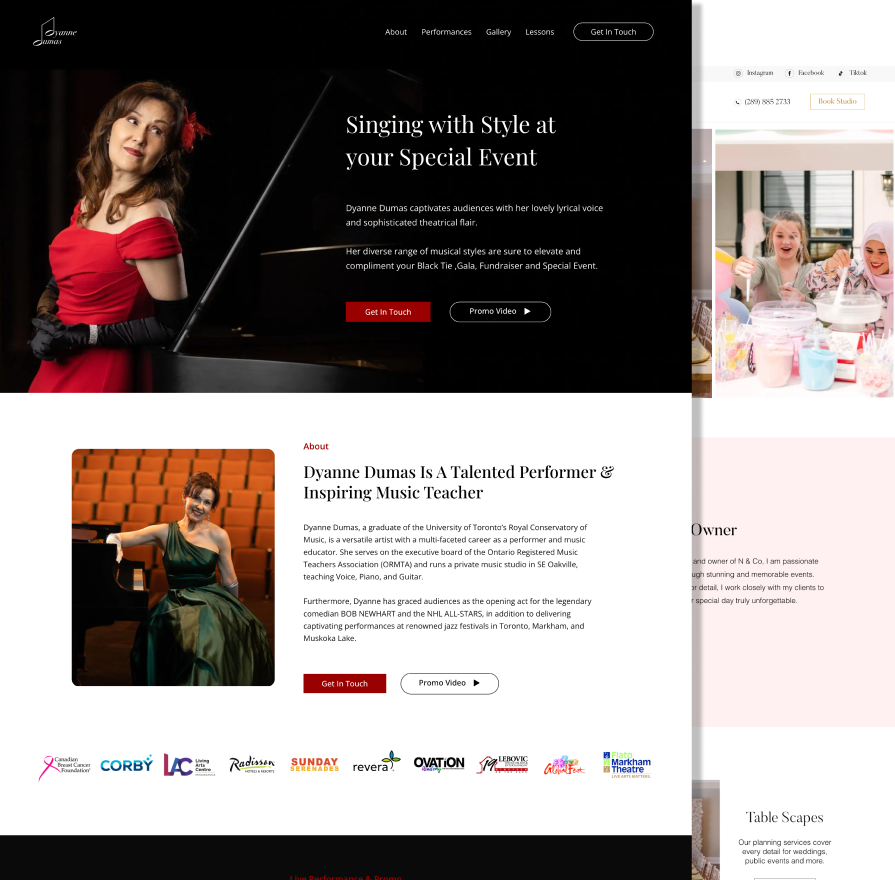 Dyanne
Dumas
About
Performances
Gallery
Lessons
Get In Touch
Singing with Style at
your Special Event
Dyanne Dumas captivates audiences with her lovely lyrical voice
and sophisticated theatrical flair.
Her diverse range of musical styles are sure to elevate and
compliment your Black Tie ,Gala, Fundraiser and Special Event.
Get In Touch
Promo Video
About
Dyanne Dumas Is A Talented Performer &
Inspiring Music Teacher
Dyanne Dumas, a graduate of the University of Toronto's Royal Conservatory of
Music, is a versatile artist with a multi-faceted career as a performer and music
educator. She serves on the executive board of the Ontario Registered Music
Teachers Association (ORMTA) and runs a private music studio in SE Oakville,
teaching Voice, Piano, and Guitar.
Furthermore, Dyanne has graced audiences as the opening act for the legendary
comedian BOB NEWHART and the NHL ALL-STARS, in addition to delivering
captivating performances at renowned jazz festivals in Toronto, Markham, and
Muskoka Lake.
Get In Touch
Promo Video
Canadian
Breast Cancer
Foundation
CORBY
LAC
Living
Arts
Centre
Radisson
HOTELS & RESORTS
SUNDAY
SERENADES
revera
OVATION
LEBOVIC
GlobalFest
Flato
Markham
Theatre
LIVE ARTS MATTERS.
Live Performance & Promo
Instagram
Facebook
Tiktok
(289) 885 2733
Book Studio
Owner
and owner of N & Co, I am passionate
ugh stunning and memorable events.
or detail, I work closely with my clients to
r special day truly unforgettable.
Table Scapes
Our planning services cover
every detail for weddings,
public events and more.